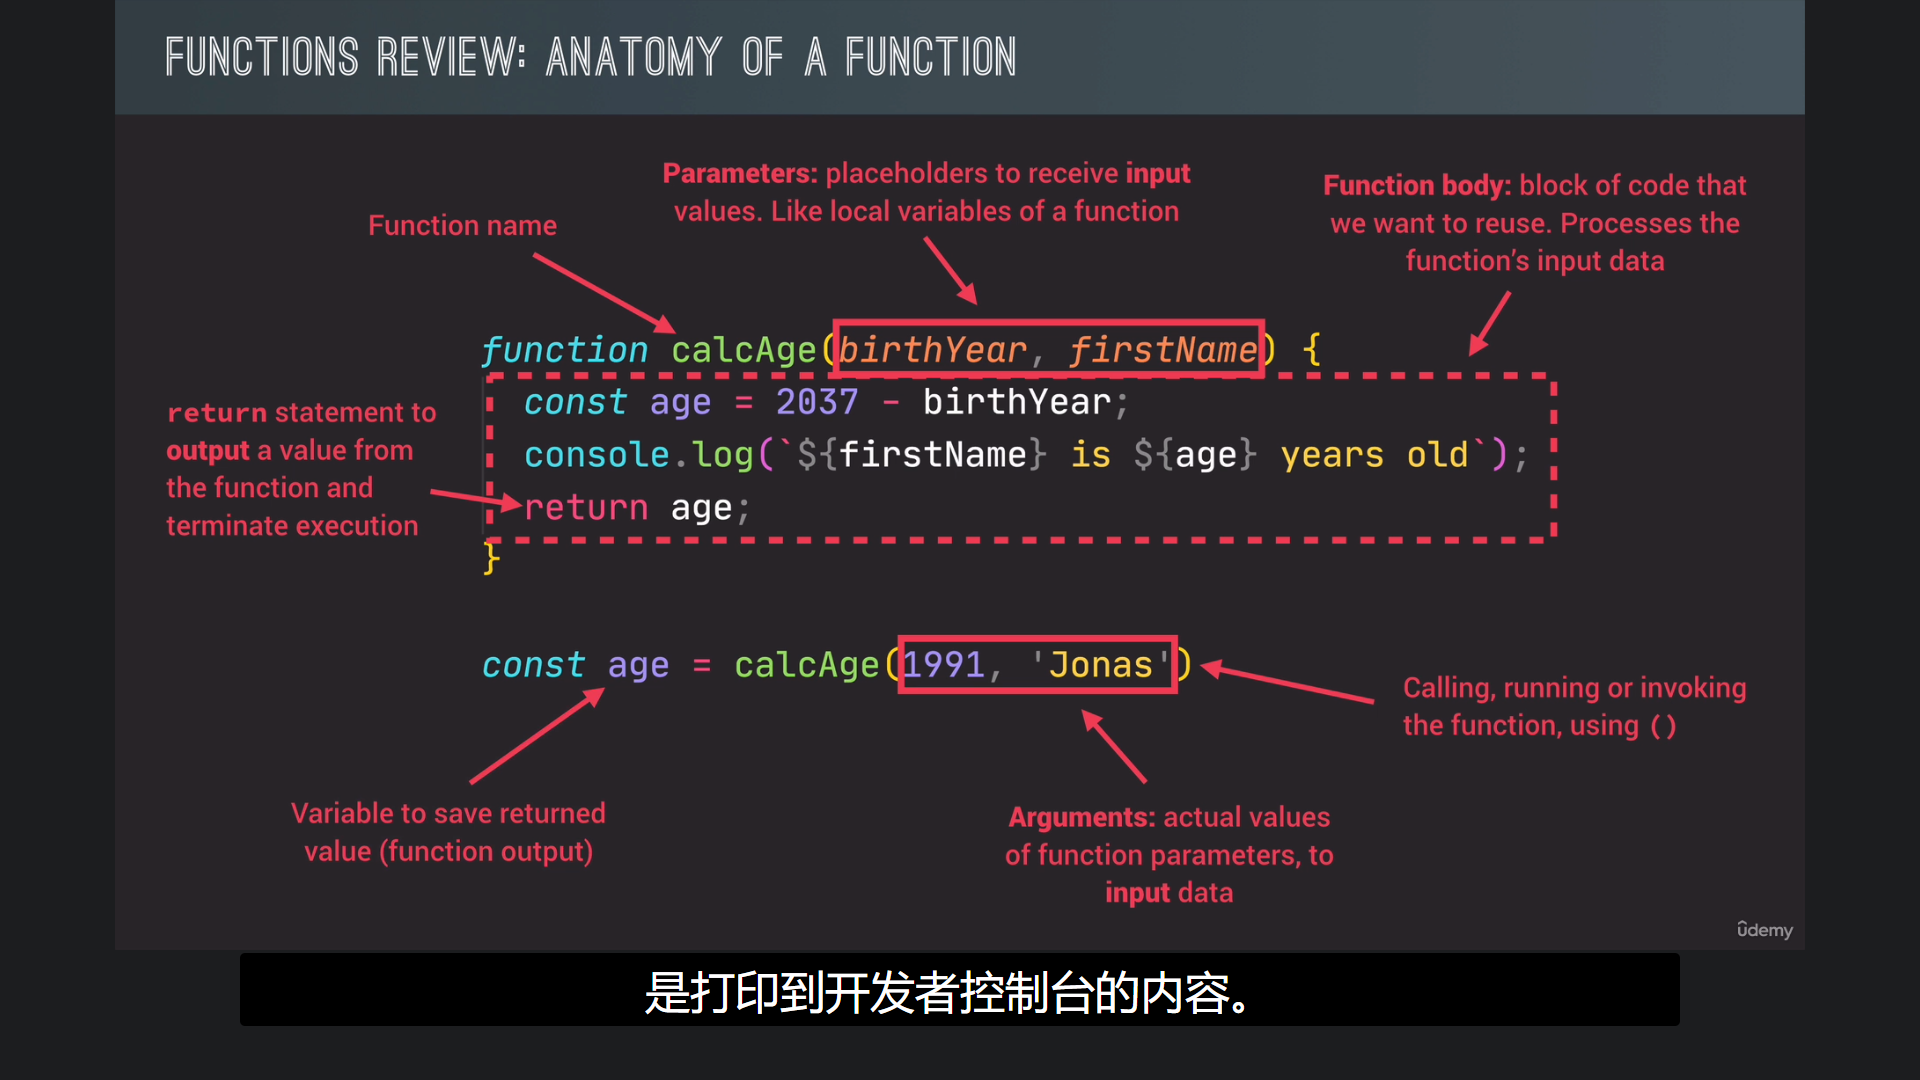 FUNCTIONS REVIEW: ANATOMY OF A FUNCTION
Function name
Parameters: placeholders to receive input
values. Like local variables of a function
Function body: block of code that
we want to reuse. Processes the
function’s input data
function calcAge(birthYear, firstName) {
const age = 2037 - birthYear;
console.log(`${firstName} is ${age} years old`);
return age;
}
return statement to
output a value from
the function and
terminate execution
const age = calcAge(1991, 'Jonas')
Calling, running or invoking
the function, using ()
Variable to save returned
value (function output)
Arguments: actual values
of function parameters, to
input data
ûdemy
是打印到开发者控制台的内容。